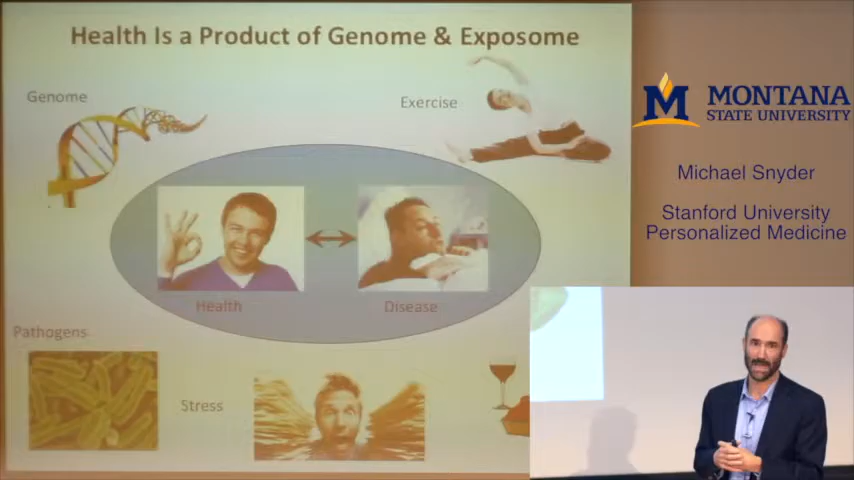 Health Is a Product of Genome & Exposome
Genome
Exercise
Health
Disease
Pathogens
Stress
MONTANA
STATE UNIVERSITY
Michael Snyder
Stanford University
Personalized Medicine